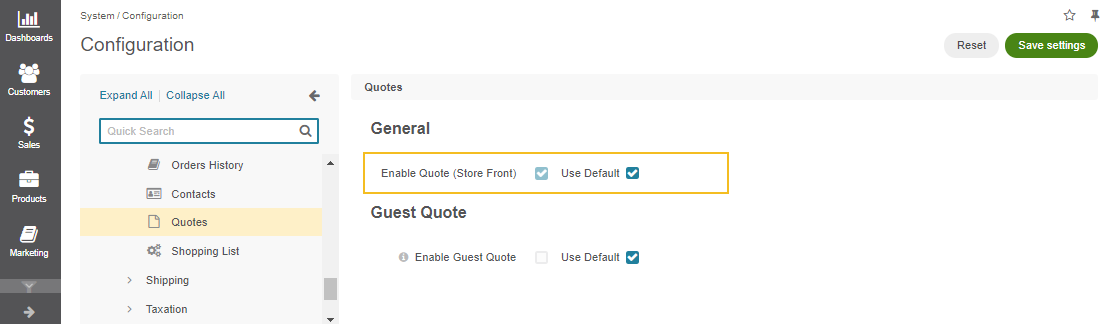 Dashboards
Customers
Sales
Products
Marketing
System / Configuration
Configuration
Reset
Save settings
Expand All | Collapse All
Quick Search
Orders History
Contacts
Quotes
Shopping List
Shipping
Taxation
Quotes
General
Enable Quote (Store Front) Use Default
Guest Quote
Enable Guest Quote Use Default